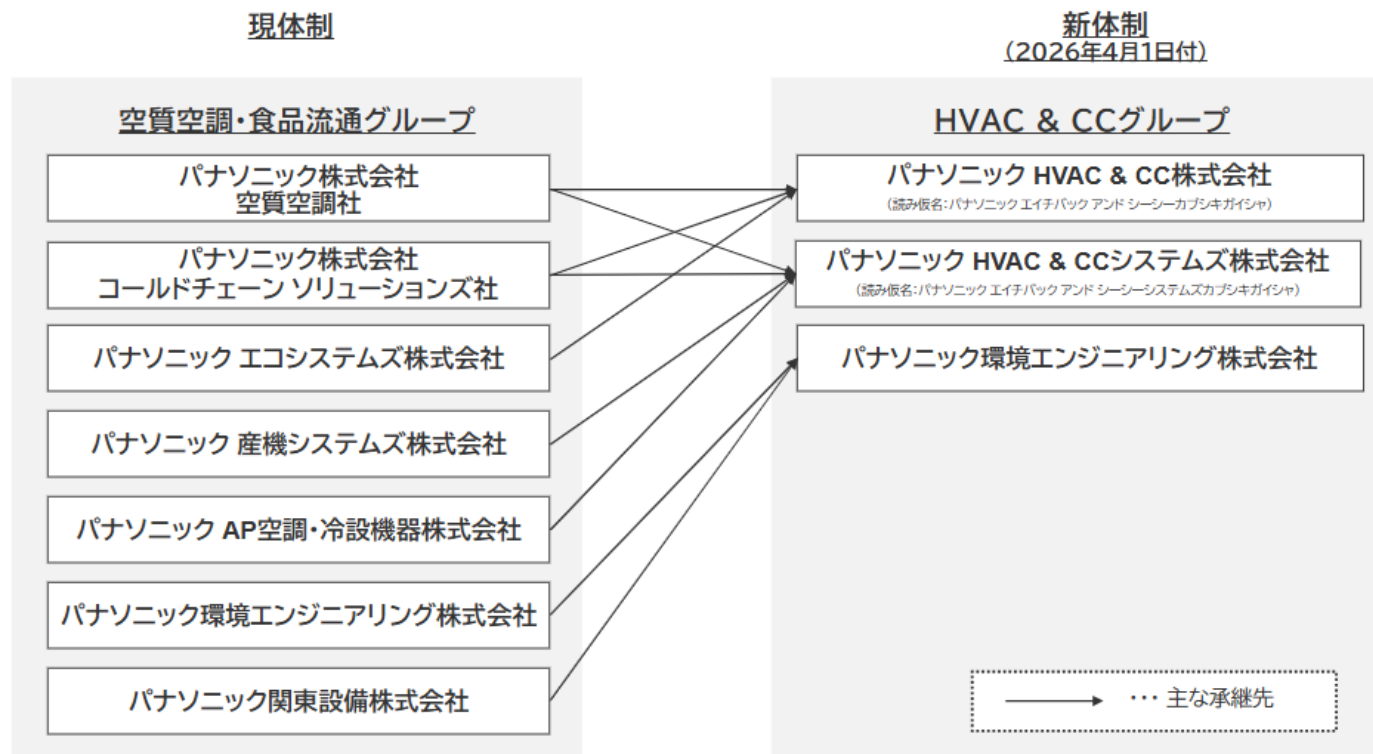 現体制
新体制
(2026年4月1日付)
空質空調・食品流通グループ
パナソニック株式会社
空質空調社
パナソニック株式会社
コールドチェーン ソリューションズ社
パナソニック エコシステムズ株式会社
パナソニック 産機システムズ株式会社
パナソニック AP空調・冷設機器株式会社
パナソニック環境エンジニアリング株式会社
パナソニック関東設備株式会社
HVAC & CCグループ
パナソニック HVAC & CC株式会社
(読み仮名:パナソニック エイチバック アンド シーシーカブシキガイシャ)
パナソニック HVAC & CCシステムズ株式会社
(読み仮名:パナソニック エイチバック アンド シーシーシステムズカブシキガイシャ)
パナソニック環境エンジニアリング株式会社
… 主な承継先